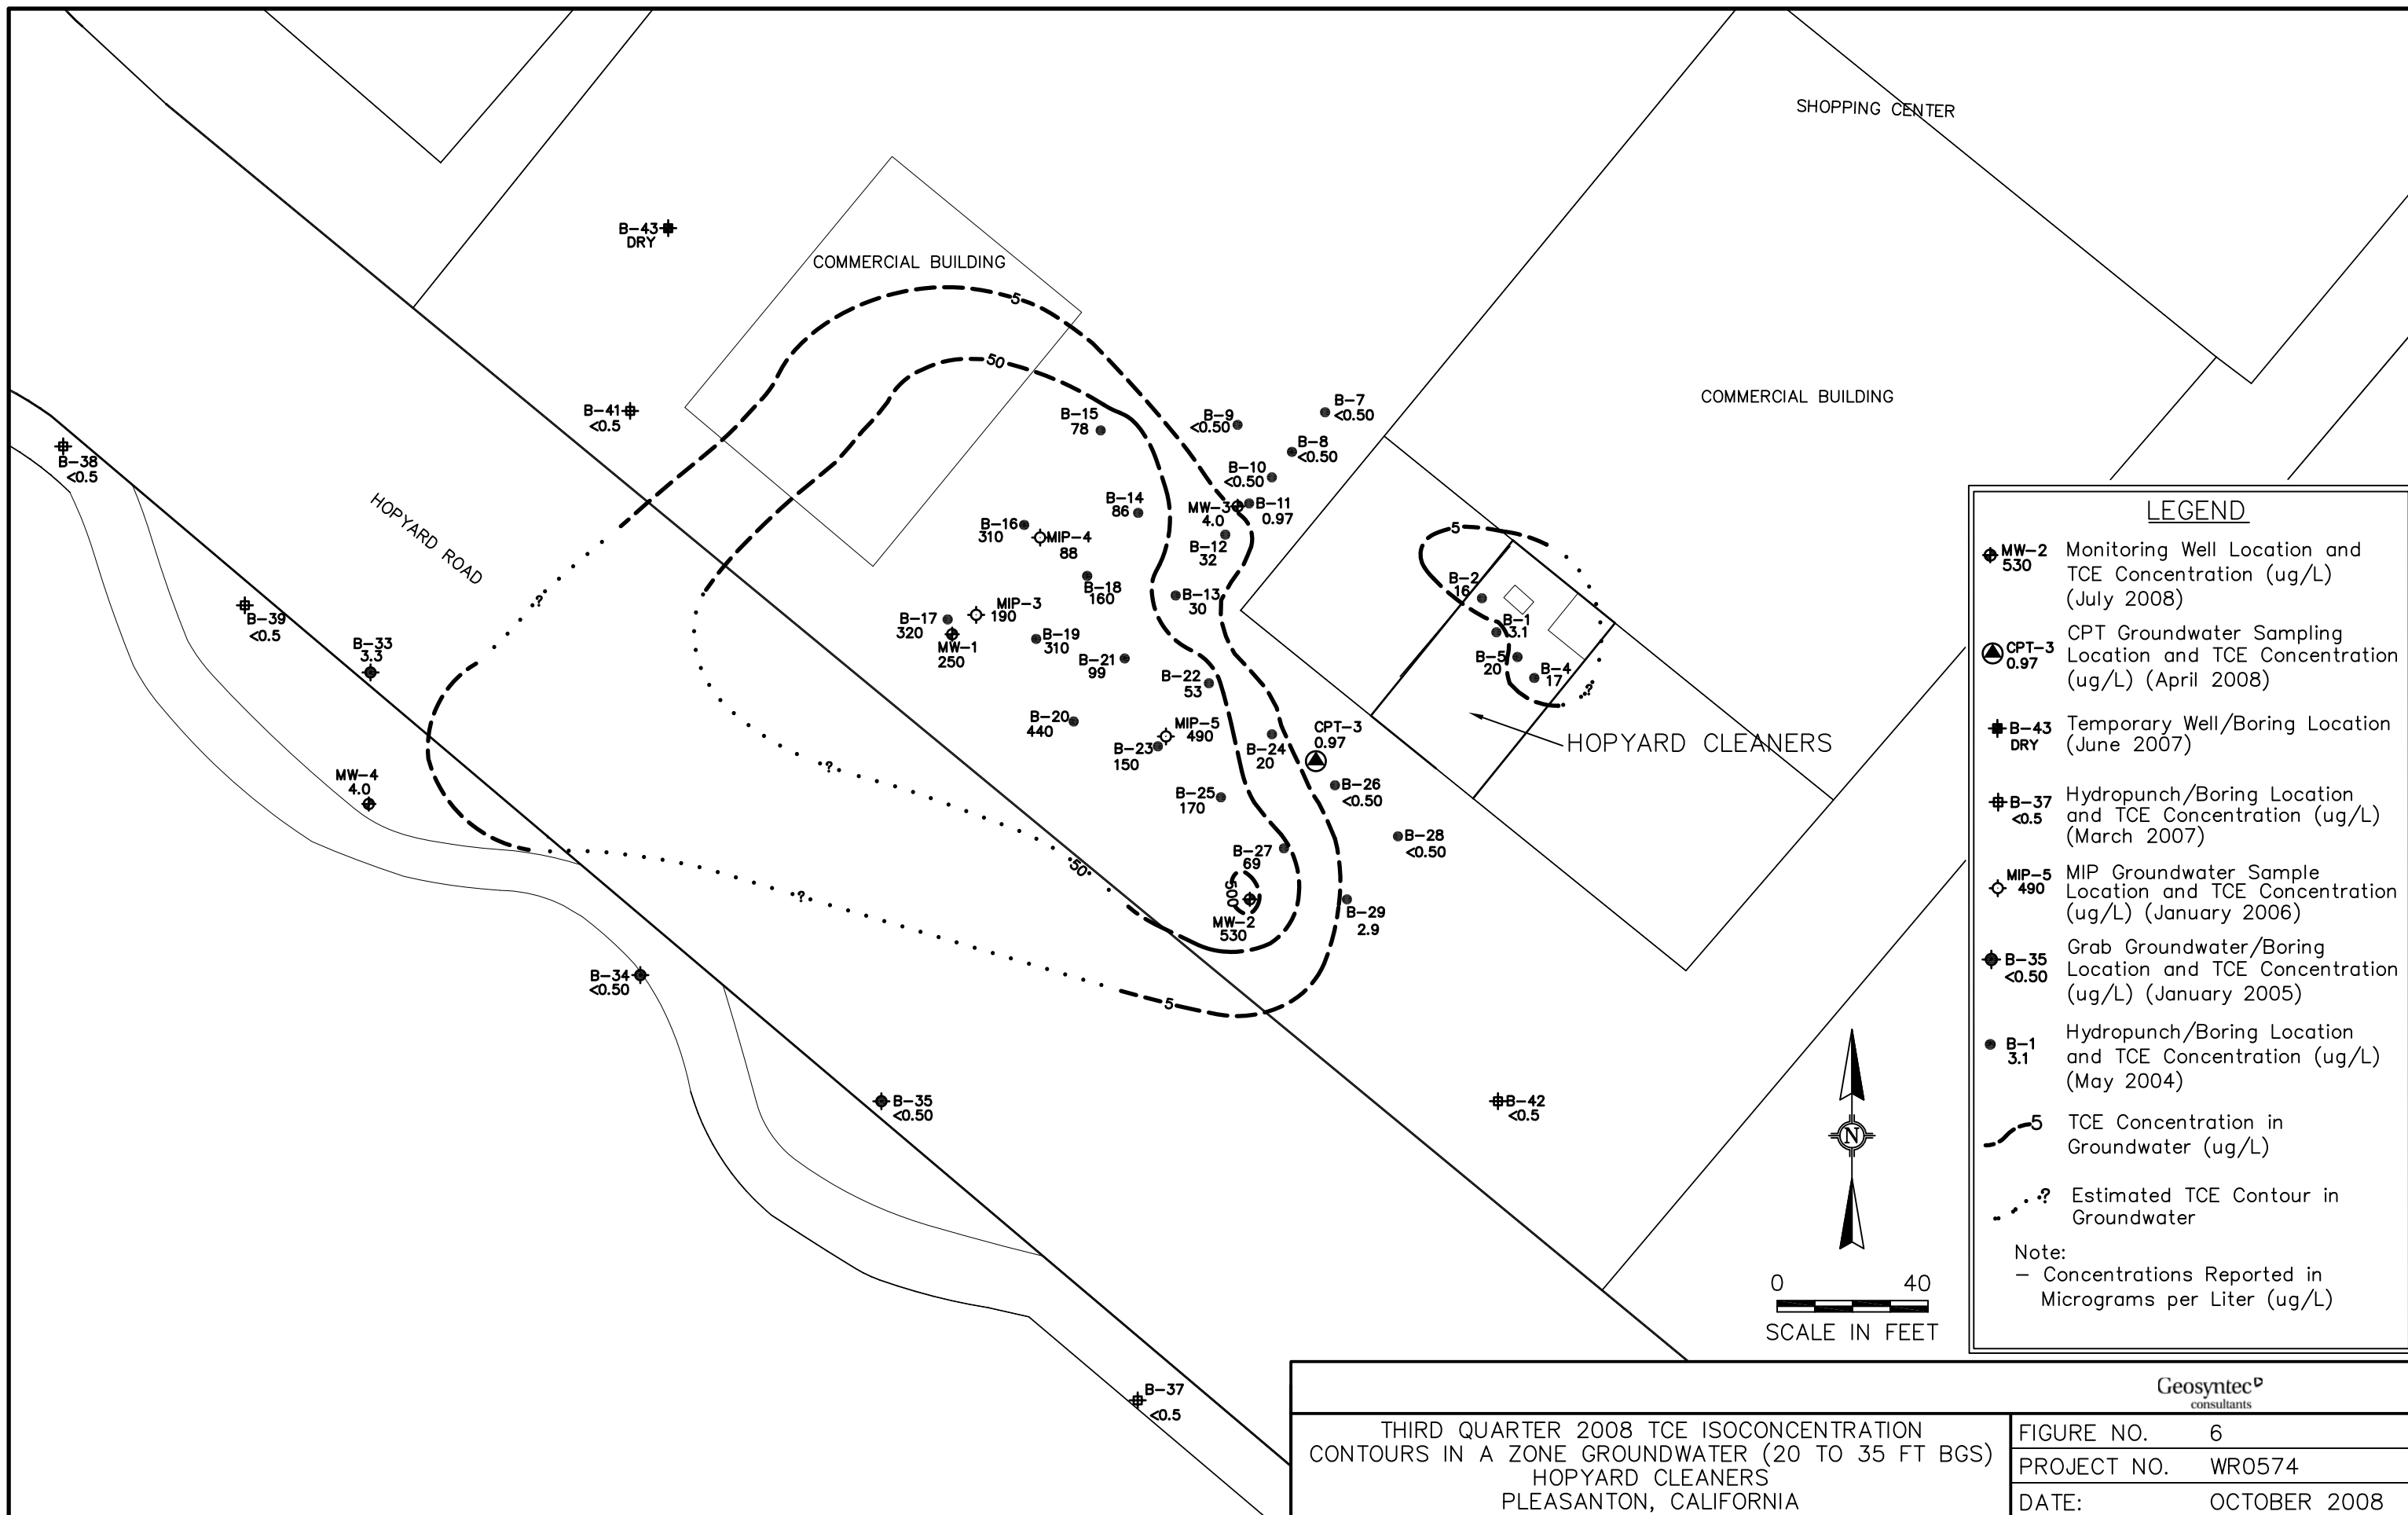 SHOPPING CENTER
B-43
DRY
COMMERCIAL BUILDING
5
50
COMMERCIAL BUILDING
B-41
<0.5
B-15
78
B-9
<0.50
B-7
<0.50
B-8
<0.50
B-38
<0.5
B-10
<0.50
HOPYARD ROAD
B-14
86
MW-3
4.0
B-11
0.97
B-16
310
MIP-4
88
B-12
32
5
B-2
16
B-18
160
B-13
30
?
MIP-3
190
B-39
<0.5
B-17
320
MW-1
250
B-19
310
B-1
3.1
B-33
3.3
B-21
99
B-5
20
B-4
17
B-22
53
?
B-20
440
MIP-5
490
B-23
150
B-24
20
CPT-3
0.97
HOPYARD CLEANERS
?
MW-4
4.0
B-25
170
B-26
<0.50
B-28
<0.50
B-27
69
50
?
500
MW-2
530
B-29
2.9
B-34
<0.50
5
B-35
<0.50
B-42
<0.5
B-37
<0.5
N
0 40
SCALE IN FEET
LEGEND
MW-2
530
Monitoring Well Location and
TCE Concentration (ug/L)
(July 2008)
CPT-3
0.97
CPT Groundwater Sampling
Location and TCE Concentration
(ug/L) (April 2008)
B-43
DRY
Temporary Well/Boring Location
(June 2007)
B-37
<0.5
Hydropunch/Boring Location
and TCE Concentration (ug/L)
(March 2007)
MIP-5
490
MIP Groundwater Sample
Location and TCE Concentration
(ug/L) (January 2006)
B-35
<0.50
Grab Groundwater/Boring
Location and TCE Concentration
(ug/L) (January 2005)
B-1
3.1
Hydropunch/Boring Location
and TCE Concentration (ug/L)
(May 2004)
5
TCE Concentration in
Groundwater (ug/L)
?
Estimated TCE Contour in
Groundwater
Note:
- Concentrations Reported in
Micrograms per Liter (ug/L)
Geosyntec
consultants
THIRD QUARTER 2008 TCE ISOCONCENTRATION
CONTOURS IN A ZONE GROUNDWATER (20 TO 35 FT BGS)
HOPYARD CLEANERS
PLEASANTON, CALIFORNIA
FIGURE NO. 6
PROJECT NO. WR0574
DATE: OCTOBER 2008